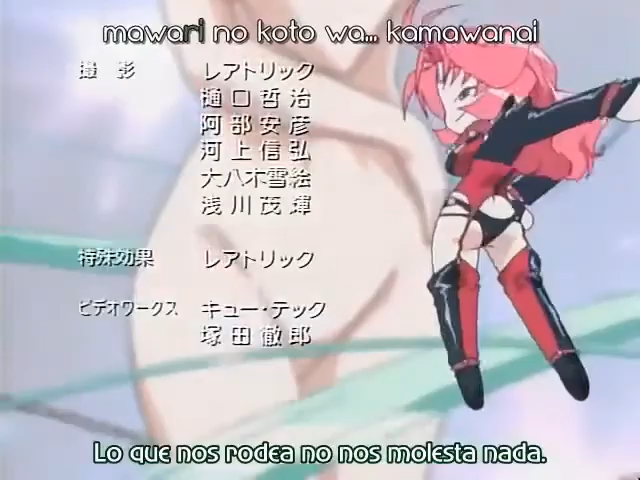 mawari no koto wa... kamawanai
撮 影 レアトリック
樋口哲治
阿部安彦
河上信弘
大八木雪絵
浅川茂輝
特殊効果 レアトリック
ビデオワークス キュー・テック
塚田徹郎
Lo que nos rodea no nos molesta nada.